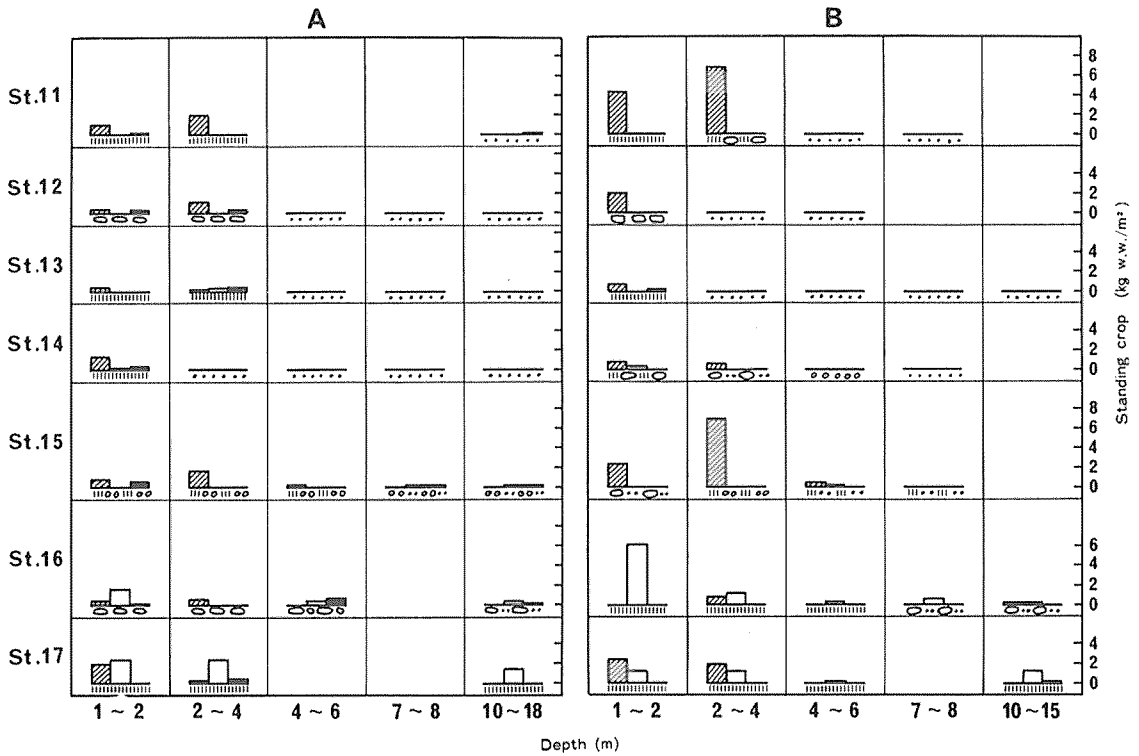 A B
St.11 8 6 4 2 0
St.12 4 2 0
St.13 4 2 0
St.14 4 2 0
St.15 8 6 4 2 0
St.16 6 4 2 0
St.17 4 2 0
Standing crop (kg w.w./m²)
1 ~ 2 2 ~ 4 4 ~ 6 7 ~ 8 10 ~ 18 1 ~ 2 2 ~ 4 4 ~ 6 7 ~ 8 10 ~ 15
Depth (m)